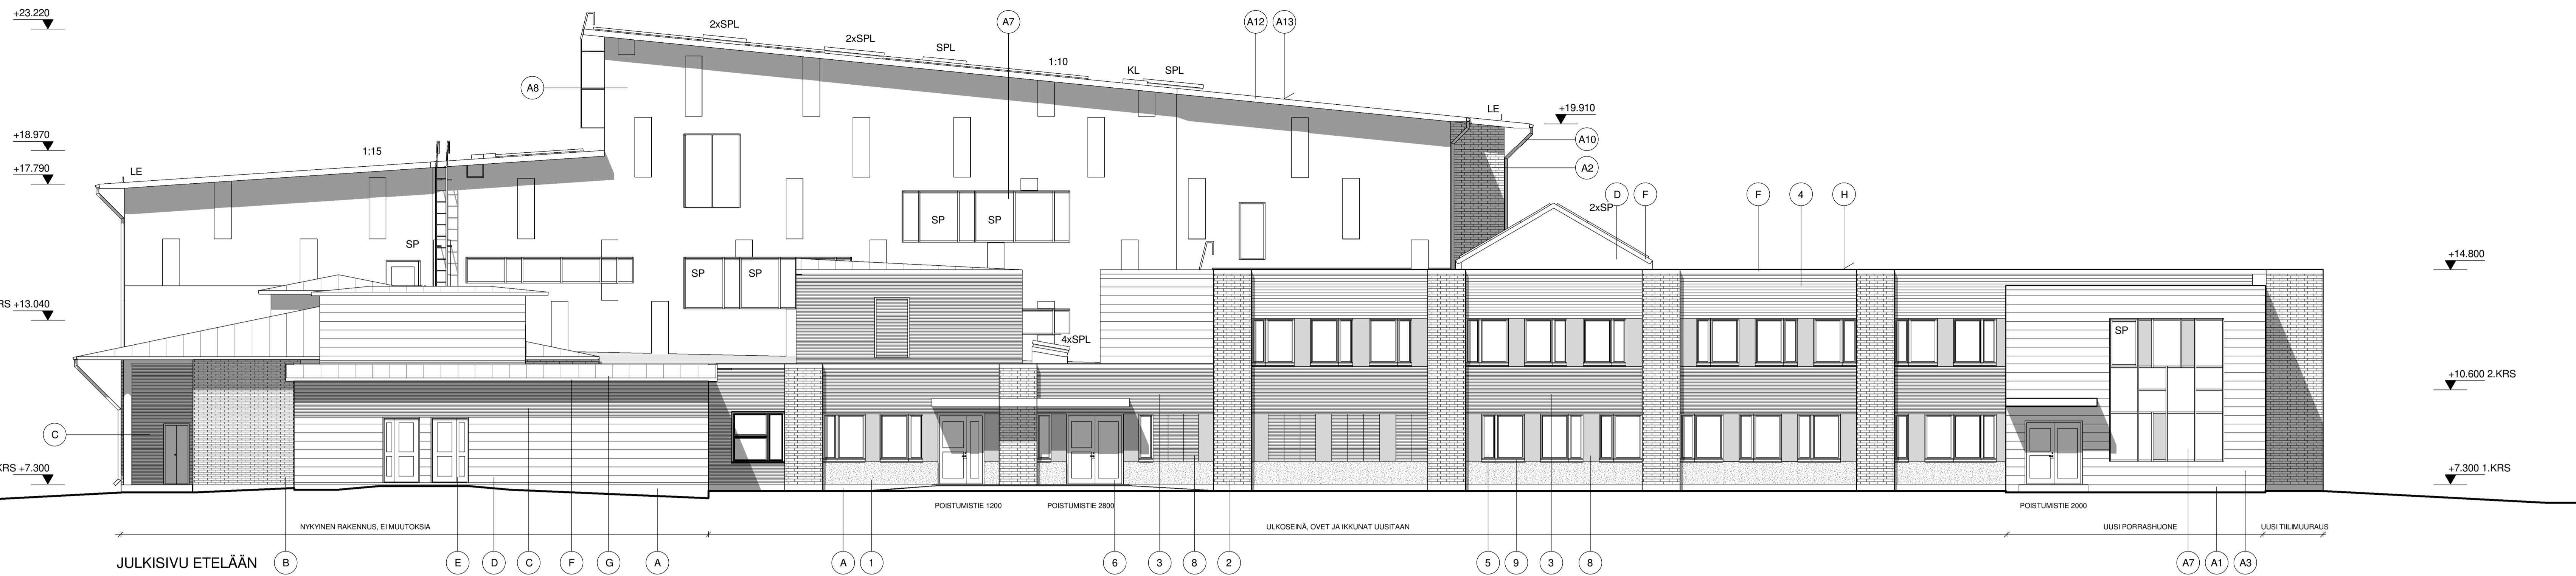 +23.220
2xSPL
A7
A12
A13
2xSPL
SPL
1:10
KL
SPL
A8
LE
+19.910
+18.970
A10
1:15
+17.790
LE
A2
D
F
F
4
H
2xSP
SP
SP
SP
+14.800
SP
SP
RS +13.040
SP
4xSPL
+10.600 2.KRS
C
KRS +7.300
+7.300 1.KRS
POISTUMISTIE 1200
POISTUMISTIE 2800
POISTUMISTIE 2000
NYKYINEN RAKENNUS, EI MUUTOKSIA
ULKOSEINÄ, OVET JA IKKUNAT UUSITAAN
UUSI PORRASHUONE
UUSI TIILIMUURAUS
JULKISIVU ETELÄÄN
B
E
D
C
F
G
A
A
1
6
3
8
2
5
9
3
8
A7
A1
A3